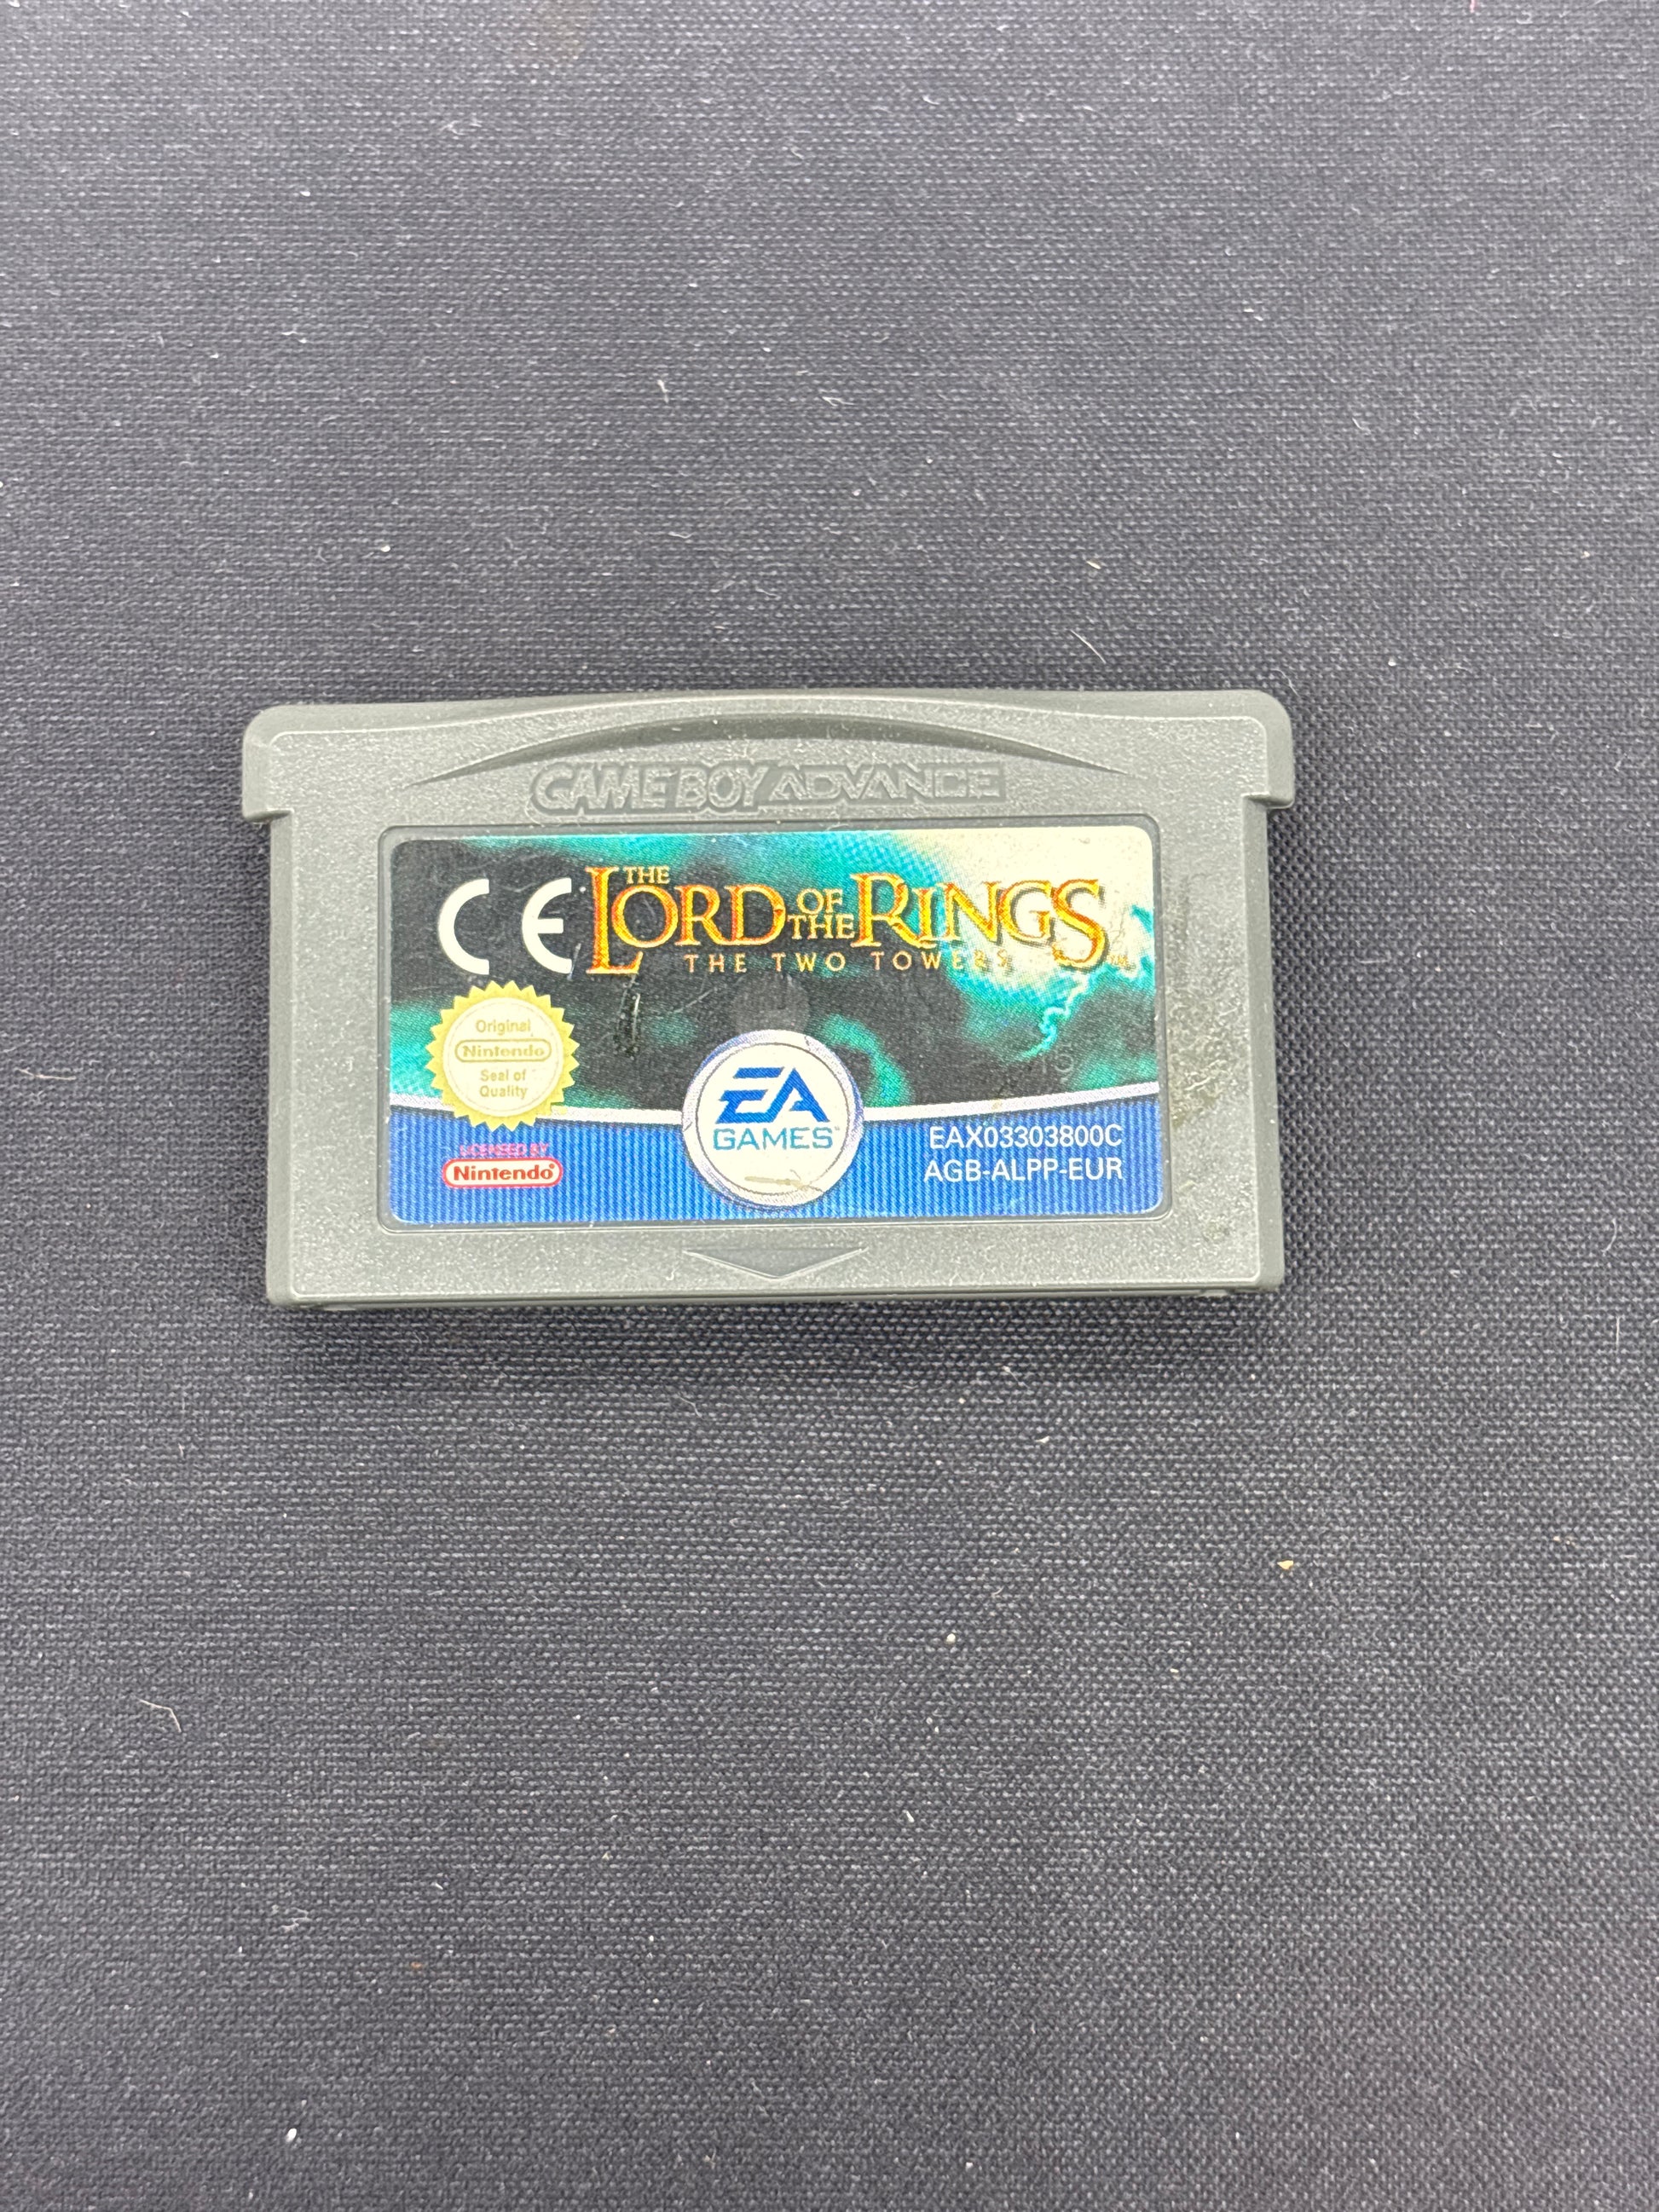 GAME BOY ADVANCE
CE
THE LORD OF THE RINGS
THE TWO TOWERS
Original
Nintendo
Seal of
Quality
EA
GAMES
LICENSED BY
Nintendo
EAX03303800C
AGB-ALPP-EUR